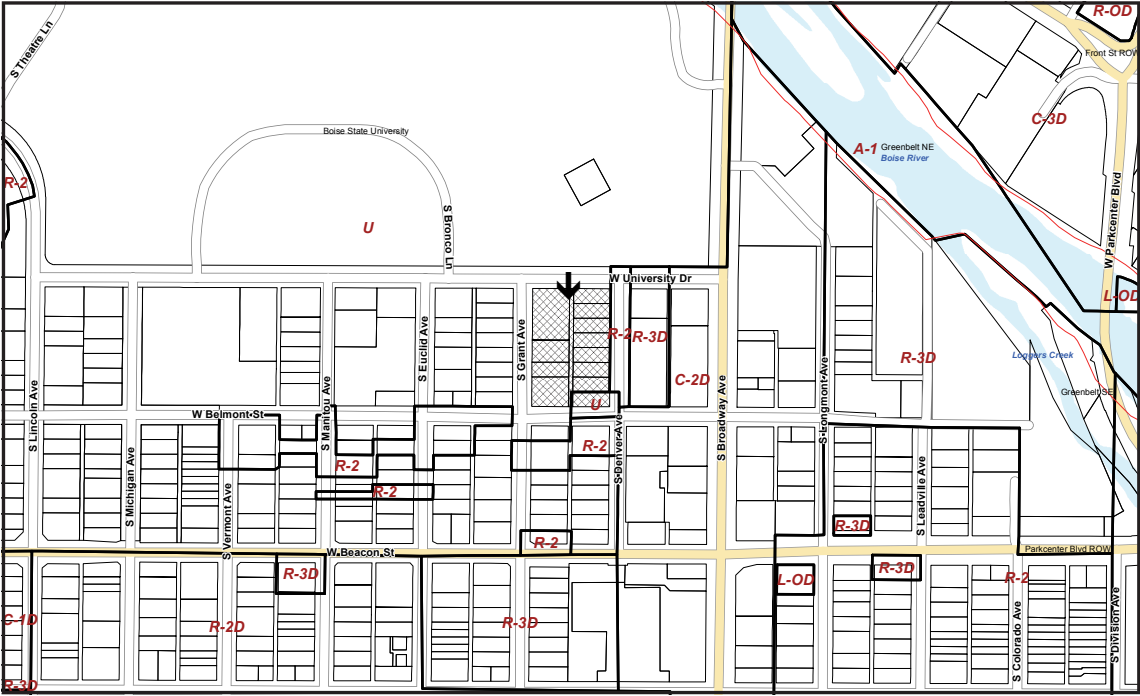 S Theatre Ln
R-OD
Front St ROW
C-3D
Boise State University
A-1
Greenbelt NE
Boise River
R-2
U
S Bronco Ln
W Parkcenter Blvd
W University Dr
L-OD
R-2
R-3D
S Grant Ave
S Euclid Ave
Loggers Creek
R-3D
C-2D
Greenbelt SE
S Lincoln Ave
S Manitou Ave
S Broadway Ave
S Longmont Ave
U
W Belmont St
S Denver Ave
R-2
R-2
R-2
S Michigan Ave
S Vermont Ave
S Leadville Ave
R-3D
R-2
W Beacon St
Parkcenter Blvd ROW
R-3D
L-OD
R-3D
R-2
C-1D
R-2D
R-3D
S Colorado Ave
S Division Ave
R-3D